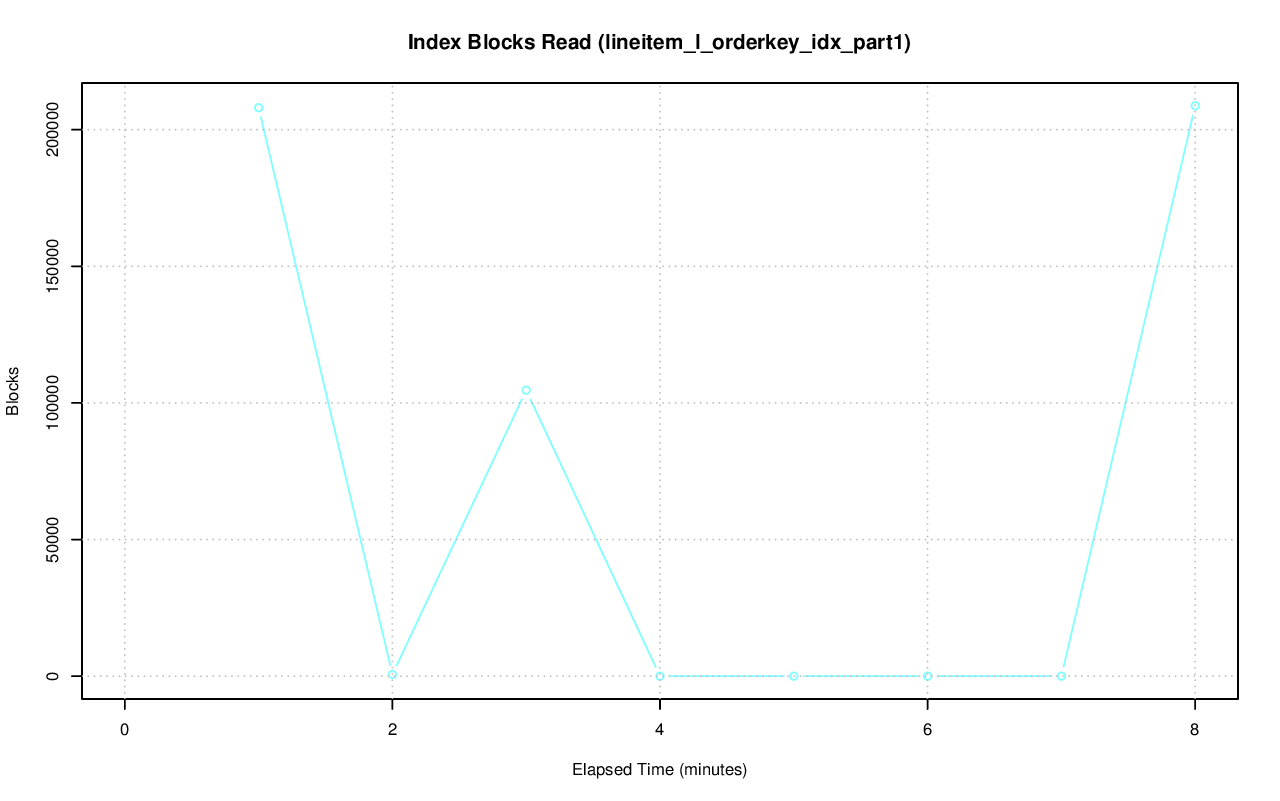 Index Blocks Read (lineitem_l_orderkey_idx_part1)
200000
150000
100000
50000
0
Blocks
0 2 4 6 8
Elapsed Time (minutes)